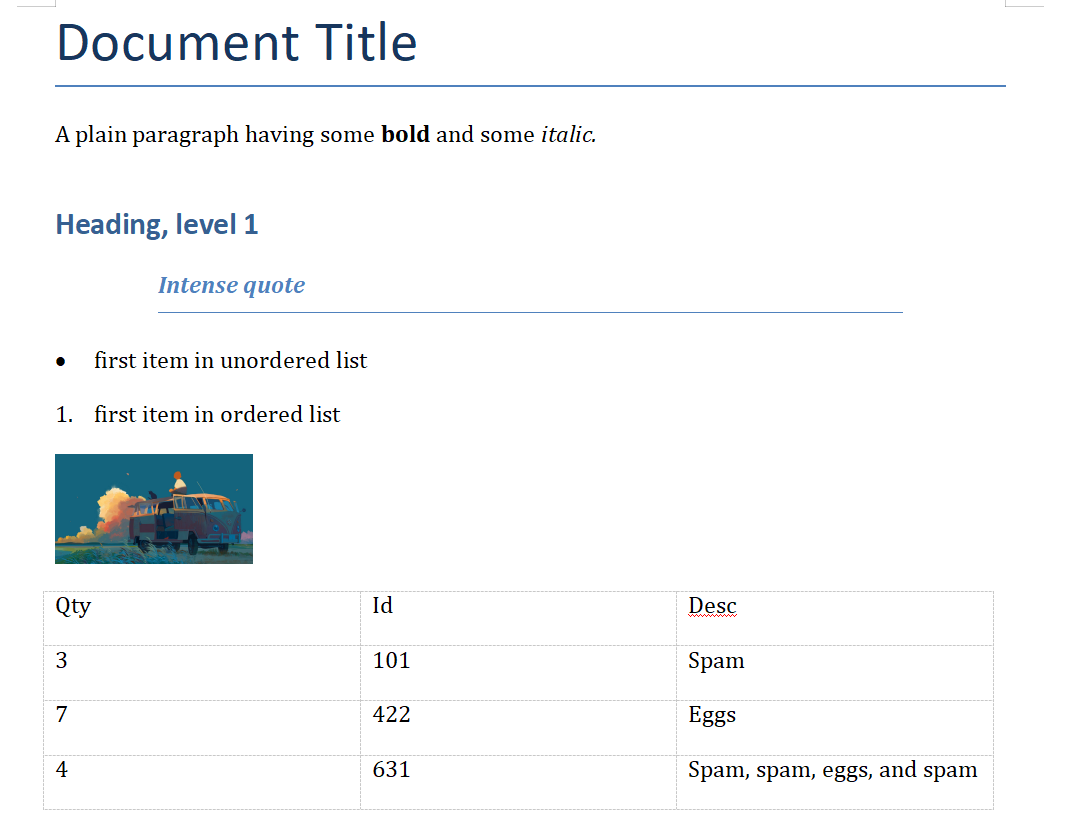 Document Title
A plain paragraph having some bold and some italic.
Heading, level 1
Intense quote
• first item in unordered list
1. first item in ordered list
Qty Id Desc
3 101 Spam
7 422 Eggs
4 631 Spam, spam, eggs, and spam